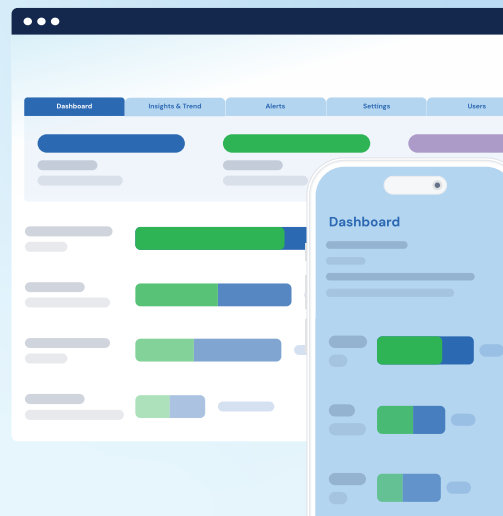 Dashboard
Insights & Trend
Alerts
Settings
Users
Dashboard